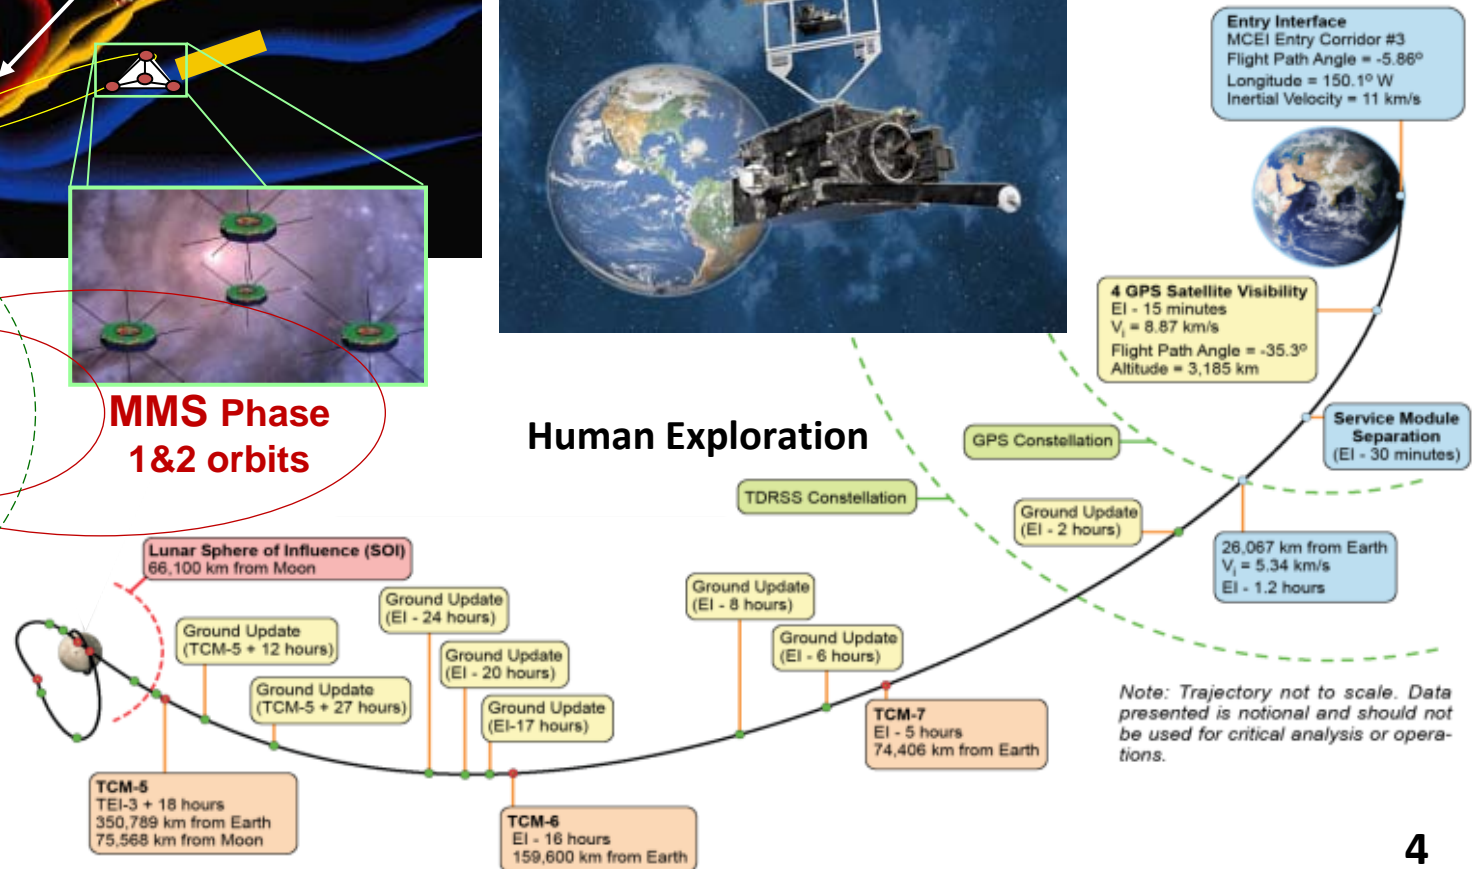 Entry Interface
MCEI Entry Corridor #3
Flight Path Angle = -5.86º
Longitude = 150.1º W
Inertial Velocity = 11 km/s
4 GPS Satellite Visibility
EI - 15 minutes
Vi = 8.87 km/s
Flight Path Angle = -35.3º
Altitude = 3,185 km
MMS Phase
1&2 orbits
Human Exploration
GPS Constellation
Service Module
Separation
(EI - 30 minutes)
TDRSS Constellation
Ground Update
(EI - 2 hours)
26,067 km from Earth
Vi = 5.34 km/s
EI - 1.2 hours
Lunar Sphere of Influence (SOI)
66,100 km from Moon
Ground Update
(TCM-5 + 12 hours)
Ground Update
(TCM-5 + 27 hours)
Ground Update
(EI - 24 hours)
Ground Update
(EI - 20 hours)
Ground Update
(EI-17 hours)
Ground Update
(EI - 8 hours)
Ground Update
(EI - 6 hours)
TCM-7
EI - 5 hours
74,406 km from Earth
Note: Trajectory not to scale. Data
presented is notional and should not
be used for critical analysis or opera-
tions.
TCM-5
TEI-3 + 18 hours
350,789 km from Earth
75,568 km from Moon
TCM-6
EI - 16 hours
159,600 km from Earth
4